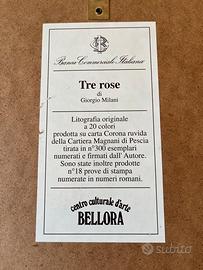 Banca Commerciale Italiana
Tre rose
di
Giorgio Milani
Litografia originale
a 20 colori
prodotta su carta Corona ruvida
della Cartiera Magnani di Pescia
tirata in n°300 esemplari
numerati e firmati dall' Autore.
Sono state inoltre prodotte
n°18 prove di stampa
numerate in numeri romani.
centro culturale d'arte
BELLORA
subito